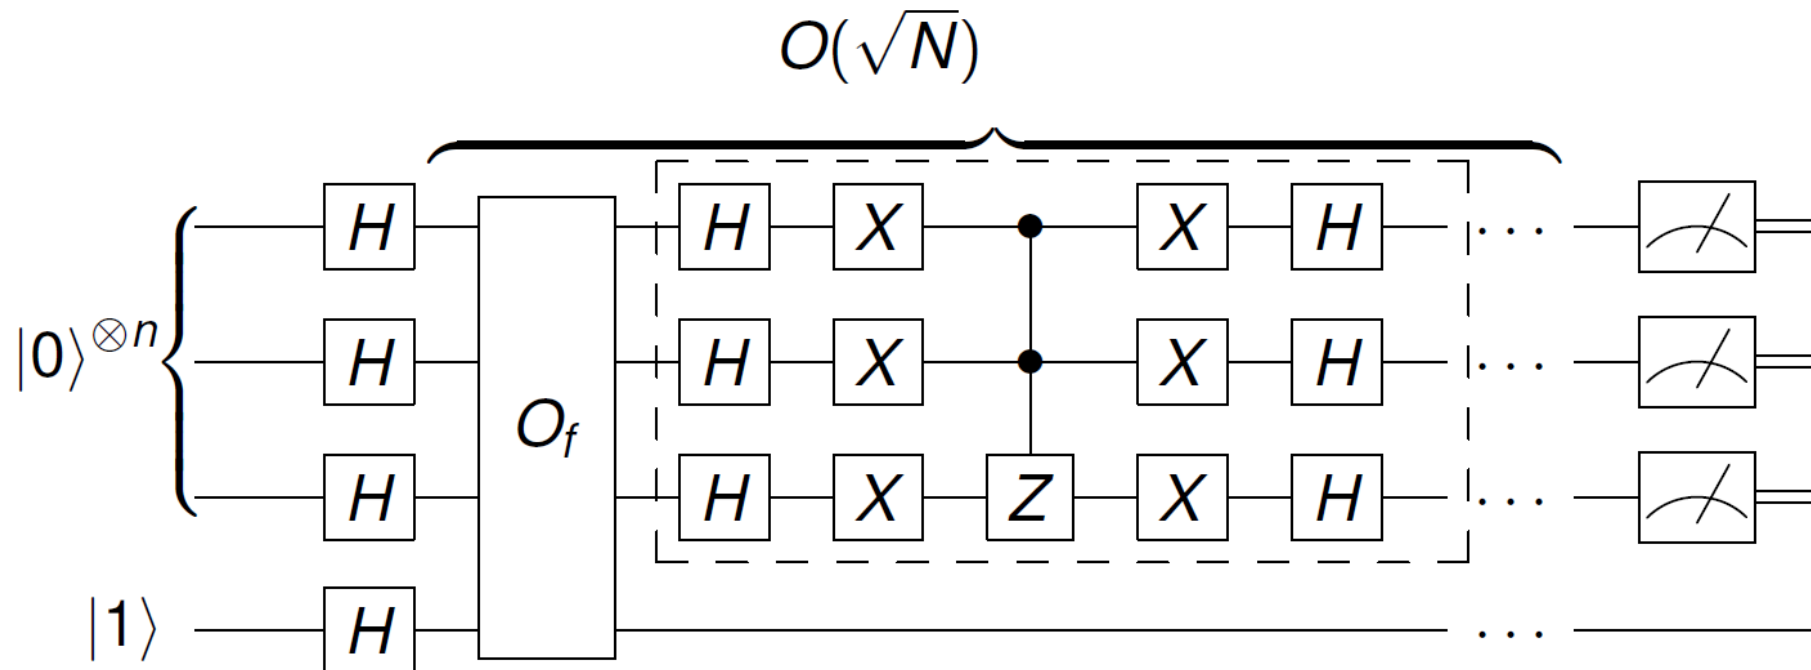 O(√N)
H H X X H ···
|0⟩⊗n H H X X H ···
O_f
H H X Z X H ···
|1⟩ H ···